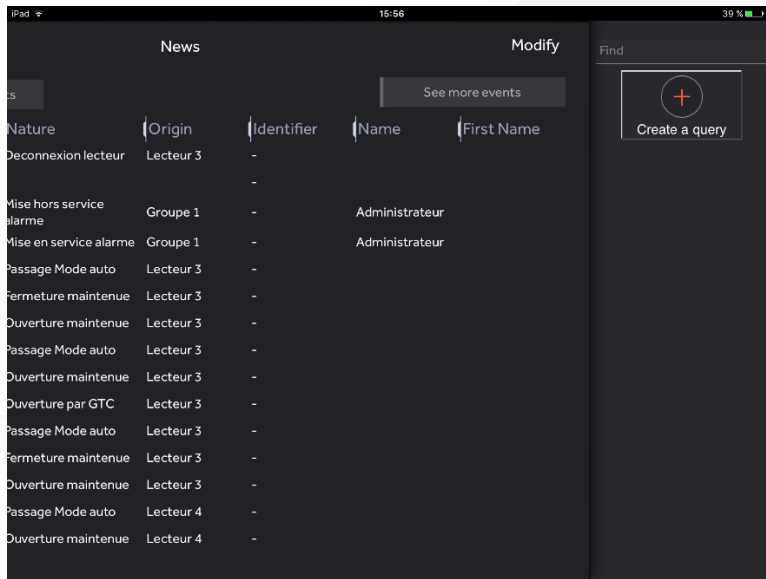 iPad 15:56 39 %
News Modify Find
ts See more events
Create a query
Nature Origin Identifier Name First Name
Deconnexion lecteur Lecteur 3 -
-
Mise hors service
alarme Groupe 1 - Administrateur
Mise en service alarme Groupe 1 - Administrateur
Passage Mode auto Lecteur 3 -
Fermeture maintenue Lecteur 3 -
Ouverture maintenue Lecteur 3 -
Passage Mode auto Lecteur 3 -
Ouverture maintenue Lecteur 3 -
Ouverture par GTC Lecteur 3 -
Passage Mode auto Lecteur 3 -
Fermeture maintenue Lecteur 3 -
Ouverture maintenue Lecteur 3 -
Passage Mode auto Lecteur 4 -
Ouverture maintenue Lecteur 4 -